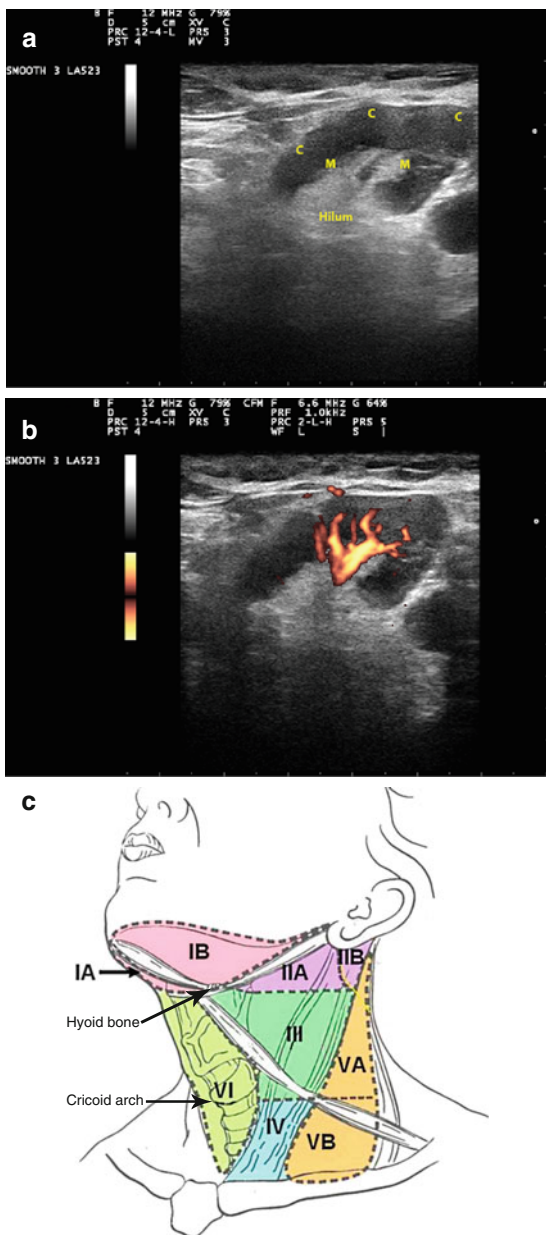 a
B F 12 MHz G 79%
D 5 cm XV C
PRC 12-4-L PRS 3
PST 4 MV 3
SMOOTH 3 LA523
C C C
M M
Hilum
b
B F 12 MHz G 79% CFM F 6.6 MHz G 64%
D 5 cm XV C PRF 1.0kHz
PRC 12-4-H PRS 3 PRC 2-L-H PRS 5
PST 4 WF L S |
SMOOTH 3 LA523
c
IB
IA
IIA
IIB
Hyoid bone
III
VA
VI
Cricoid arch
IV
VB